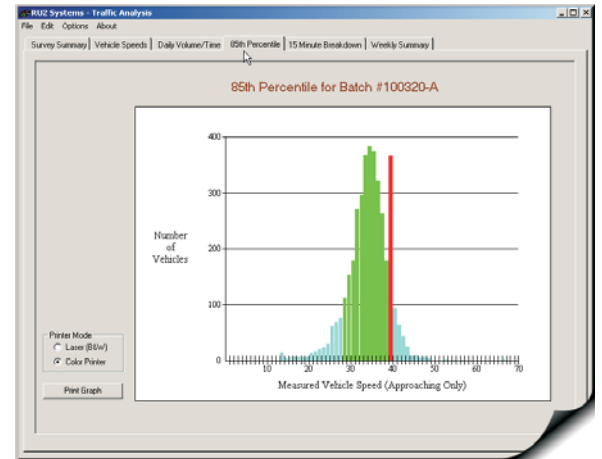 RU2 Systems - Traffic Analysis
File Edit Options About
Survey Summary Vehicle Speeds Daily Volume/Time 85th Percentile 15 Minute Breakdown Weekly Summary
85th Percentile for Batch #100320-A
400
300
Number
of
Vehicles
200
100
0
10 20 30 40 50 60 70
Measured Vehicle Speed (Approaching Only)
Printer Mode
Laser (B&W)
Color Printer
Print Graph